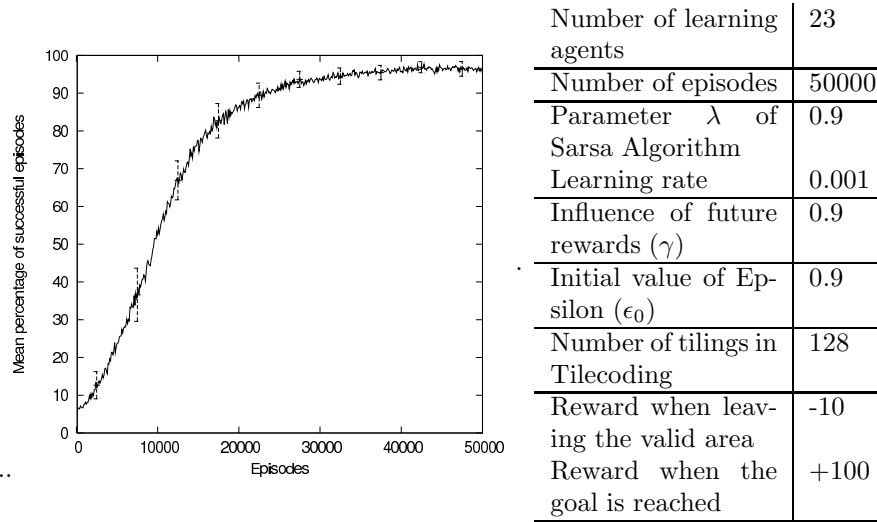 100
90
80
70
60
50
40
30
20
10
0
0 10000 20000 30000 40000 50000
Mean percentage of successful episodes
Episodes
..
.
Number of learning 23
agents
Number of episodes 50000
Parameter λ of 0.9
Sarsa Algorithm
Learning rate 0.001
Influence of future 0.9
rewards (γ)
Initial value of Ep- 0.9
silon (ϵ₀)
Number of tilings in 128
Tilecoding
Reward when leav- -10
ing the valid area
Reward when the +100
goal is reached